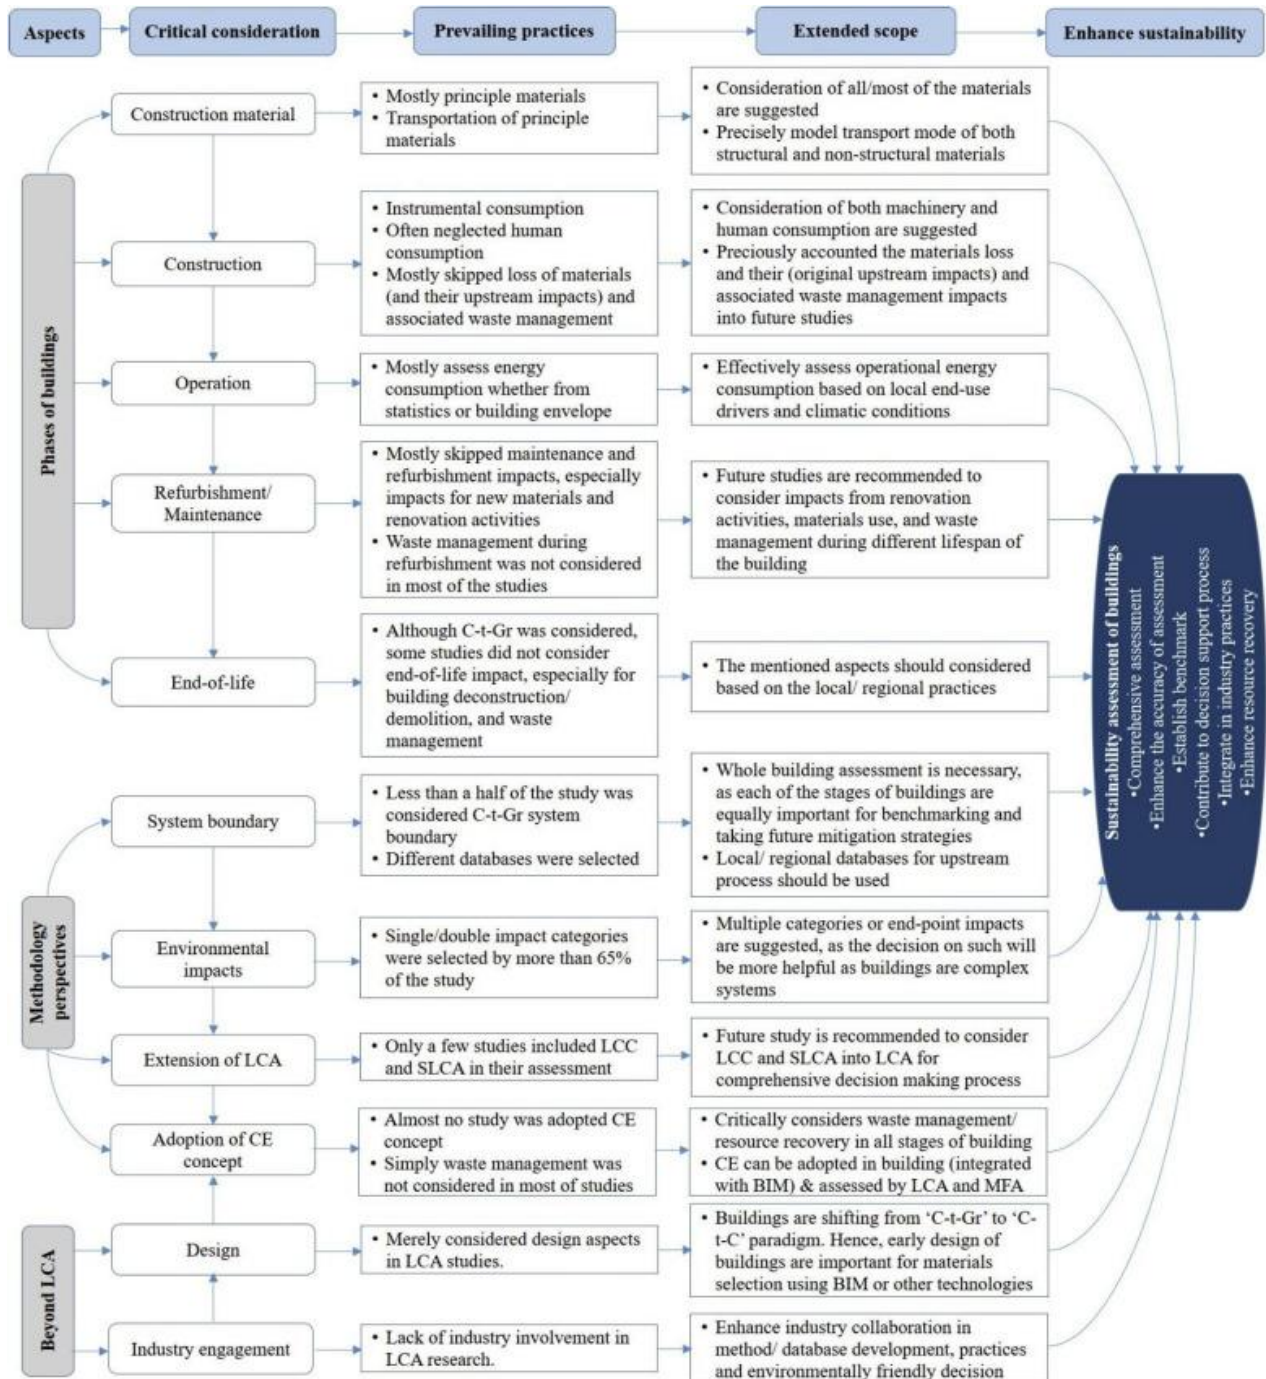 Aspects
Critical consideration
Prevailing practices
Extended scope
Enhance sustainability
Phases of buildings
Construction material
• Mostly principle materials
• Transportation of principle
materials
• Consideration of all/most of the materials
are suggested
• Precisely model transport mode of both
structural and non-structural materials
Construction
• Instrumental consumption
• Often neglected human
consumption
• Mostly skipped loss of materials
(and their upstream impacts) and
associated waste management
• Consideration of both machinery and
human consumption are suggested
• Preciously accounted the materials loss
and their (original upstream impacts) and
associated waste management impacts
into future studies
Operation
• Mostly assess energy
consumption whether from
statistics or building envelope
• Effectively assess operational energy
consumption based on local end-use
drivers and climatic conditions
Refurbishment/
Maintenance
• Mostly skipped maintenance and
refurbishment impacts, especially
impacts for new materials and
renovation activities
• Waste management during
refurbishment was not considered
in most of the studies
• Future studies are recommended to
consider impacts from renovation
activities, materials use, and waste
management during different lifespan of
the building
End-of-life
• Although C-t-Gr was considered,
some studies did not consider
end-of-life impact, especially for
building deconstruction/
demolition, and waste
management
• The mentioned aspects should considered
based on the local/ regional practices
Methodology
perspectives
System boundary
• Less than a half of the study was
considered C-t-Gr system
boundary
• Different databases were selected
• Whole building assessment is necessary,
as each of the stages of buildings are
equally important for benchmarking and
taking future mitigation strategies
• Local/ regional databases for upstream
process should be used
Environmental
impacts
• Single/double impact categories
were selected by more than 65%
of the study
• Multiple categories or end-point impacts
are suggested, as the decision on such will
be more helpful as buildings are complex
systems
Extension of LCA
• Only a few studies included LCC
and SLCA in their assessment
• Future study is recommended to consider
LCC and SLCA into LCA for
comprehensive decision making process
Adoption of CE
concept
• Almost no study was adopted CE
concept
• Simply waste management was
not considered in most of studies
• Critically considers waste management/
resource recovery in all stages of building
• CE can be adopted in building (integrated
with BIM) & assessed by LCA and MFA
Beyond LCA
Design
• Merely considered design aspects
in LCA studies.
• Buildings are shifting from ‘C-t-Gr’ to ‘C-
t-C’ paradigm. Hence, early design of
buildings are important for materials
selection using BIM or other technologies
Industry engagement
• Lack of industry involvement in
LCA research.
• Enhance industry collaboration in
method/ database development, practices
and environmentally friendly decision
Sustainability assessment of buildings
•Comprehensive assessment
•Enhance the accuracy of assessment
•Establish benchmark
•Contribute to decision support process
•Integrate in industry practices
•Enhance resource recovery